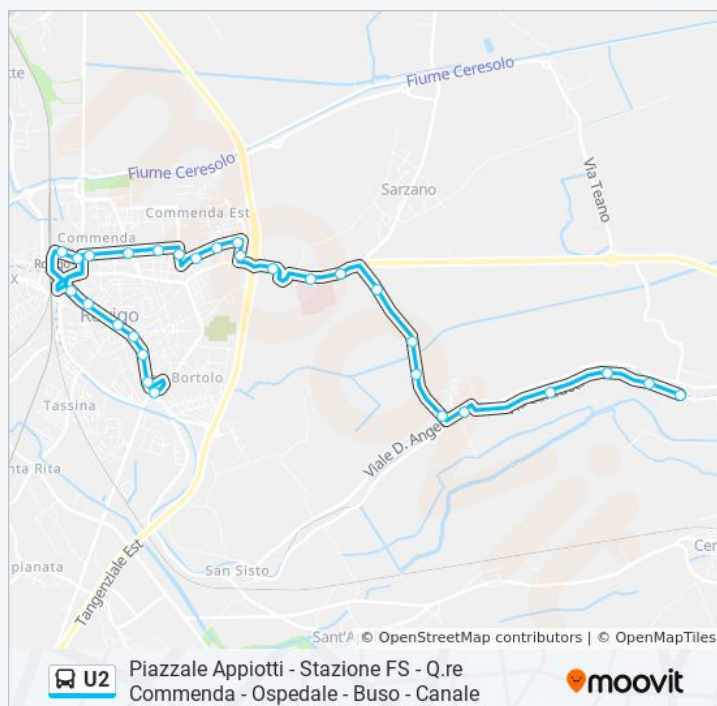 Fiume Ceresolo
Via Teano
Fiume Ceresolo
Sarzano
Commenda Est
Commenda
Bortolo
Tassina
Viale D. Ange
San Sisto
Tangenziale Est
Sant'A
© OpenStreetMap contributors | © OpenMapTiles
U2
Piazzale Appiotti - Stazione FS - Q.re
Commenda - Ospedale - Buso - Canale
moovit